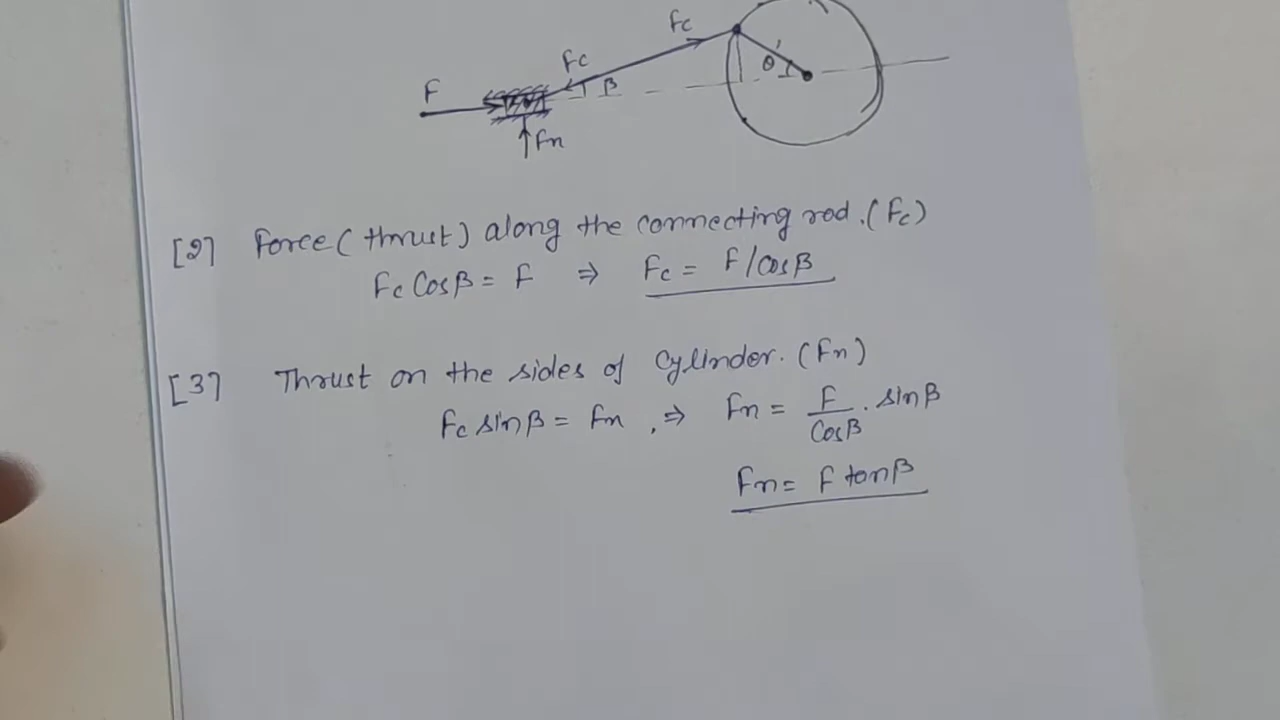 Fc
Fc
F
β
θ
Fn
[2] Force (thrust) along the connecting rod. (Fc)
Fc Cosβ = F ⇒ Fc = F/Cosβ
[3] Thrust on the sides of Cylinder. (Fn)
Fc sinβ = Fn, ⇒ Fn = F/Cosβ . sinβ
Fn = F tanβ